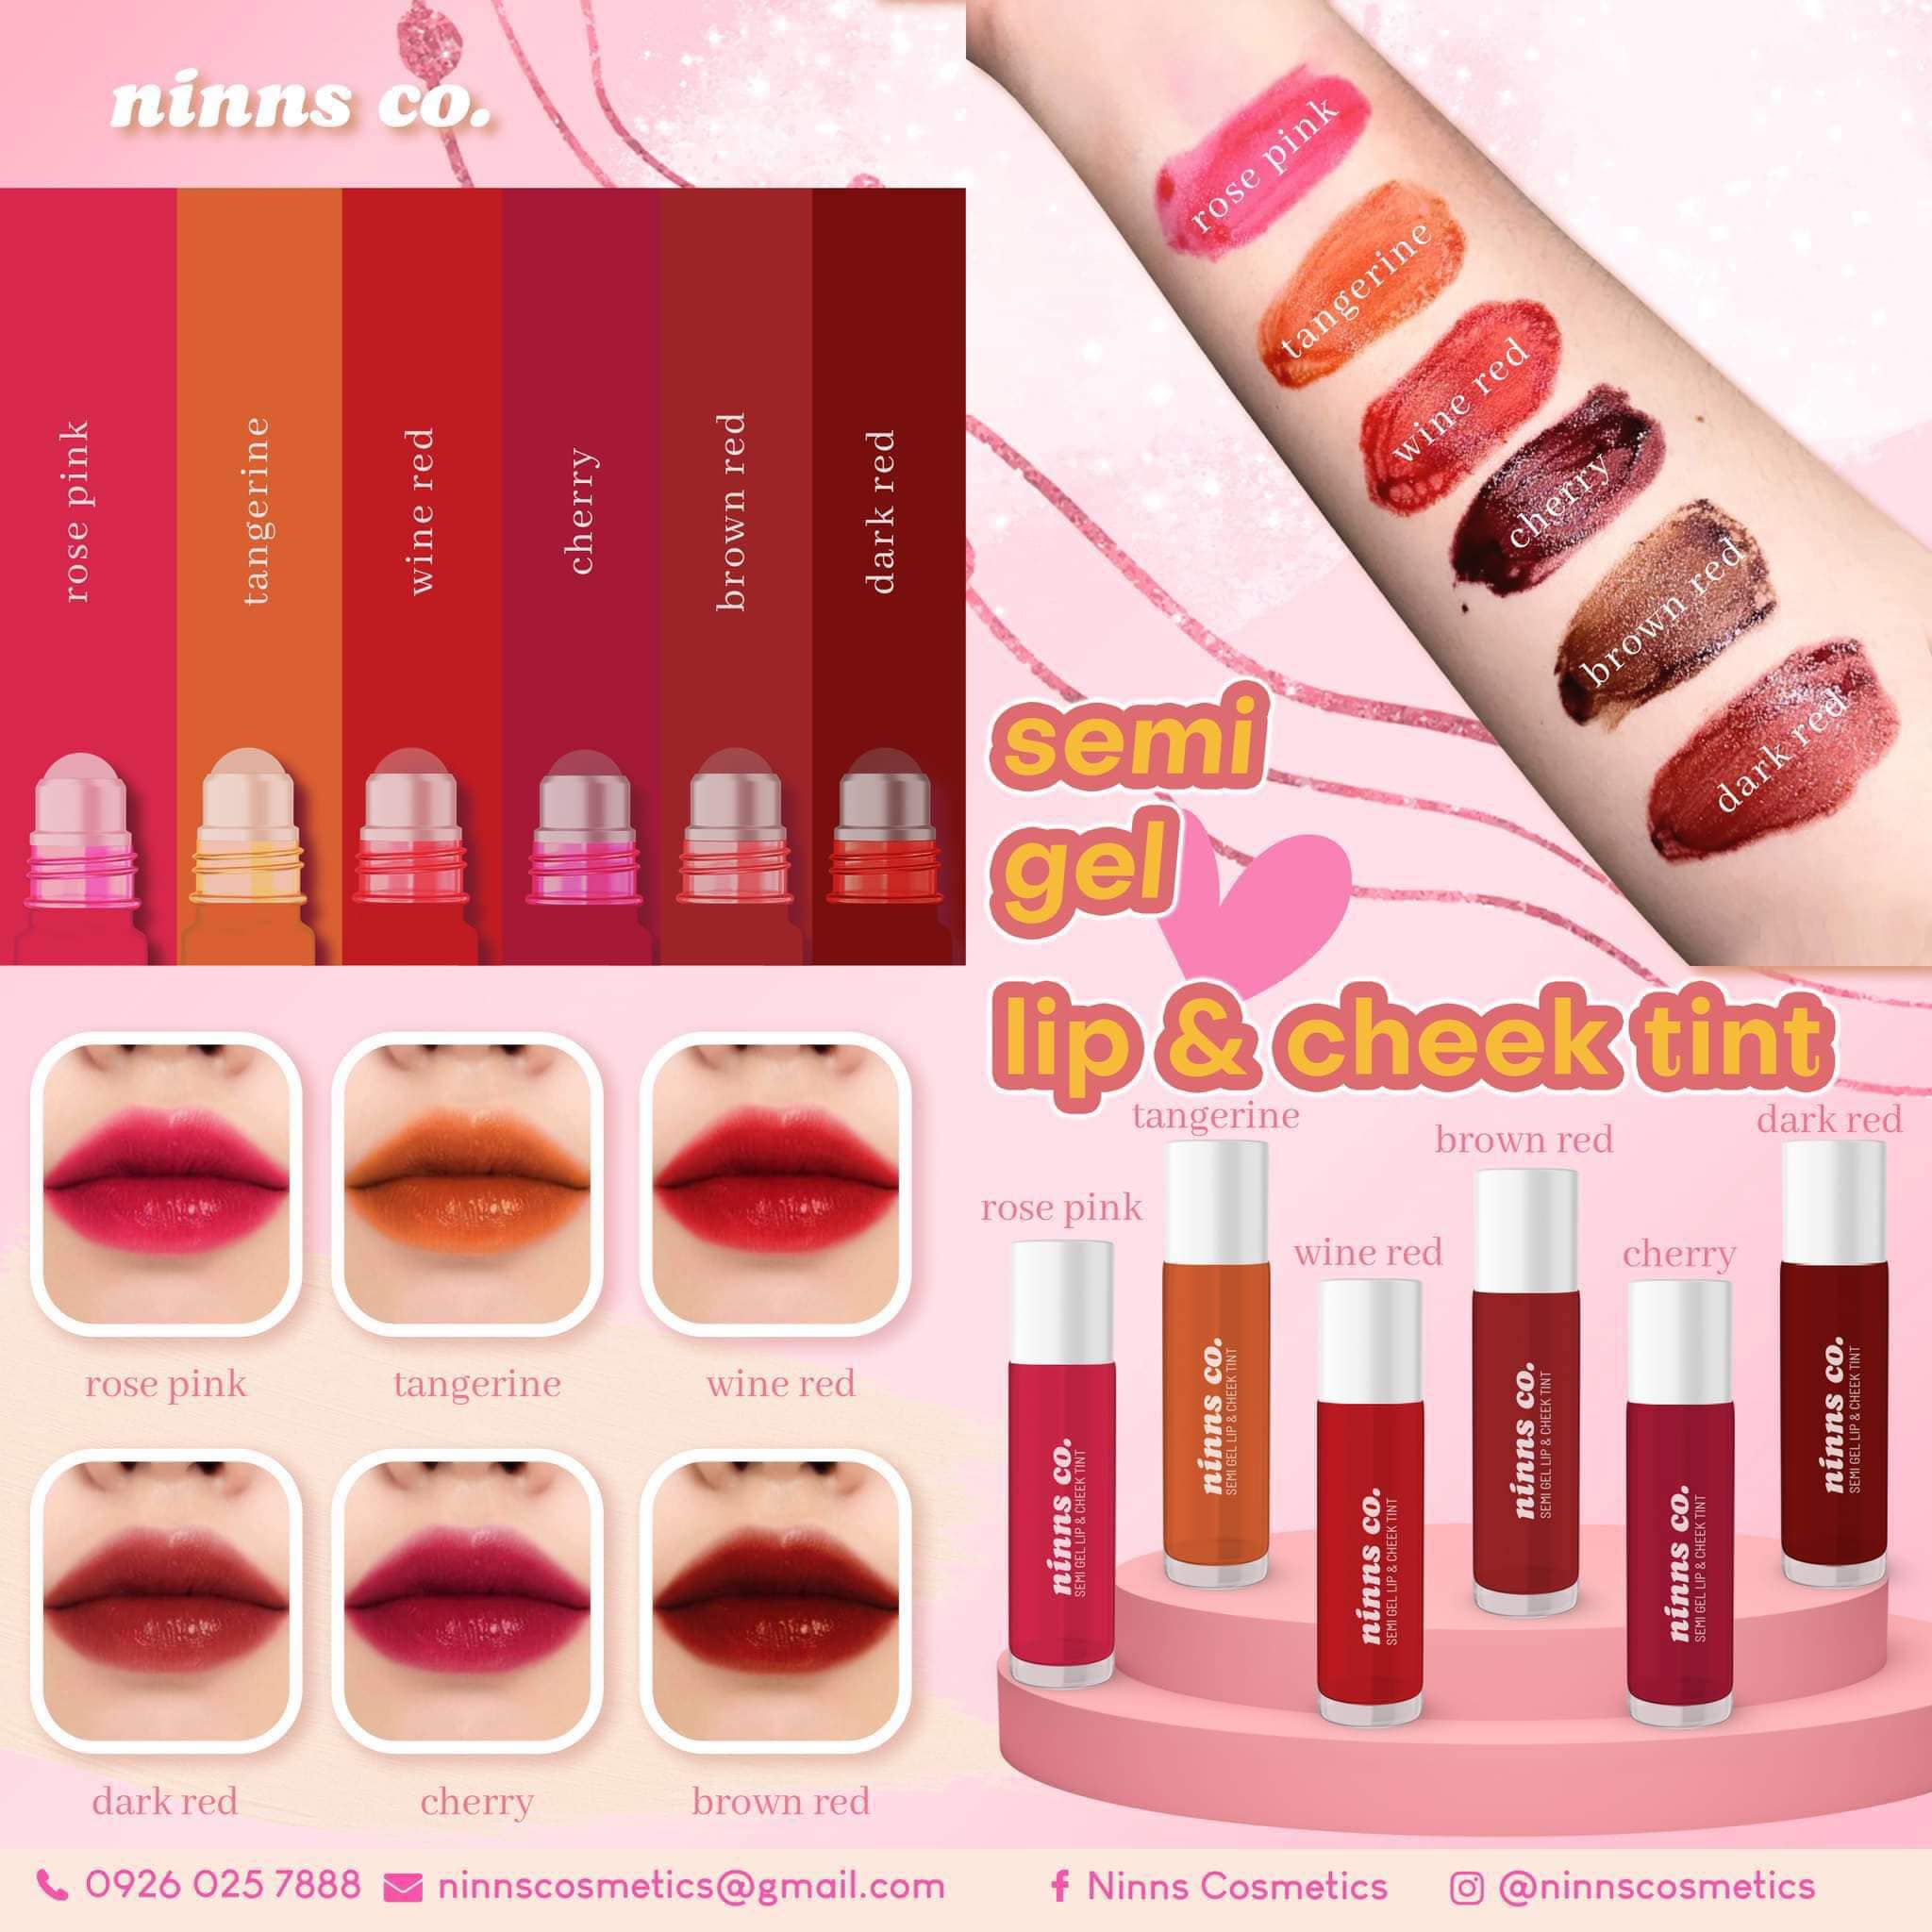 ninns co.
rose pink
tangerine
wine red
cherry
brown red
dark red
rose pink
tangerine
wine red
cherry
brown red
dark red
semi
gel
lip & cheek tint
rose pink
tangerine
wine red
dark red
cherry
brown red
tangerine
brown red
dark red
rose pink
wine red
cherry
ninns co.
SEMI GEL LIP & CHEEK TINT
ninns co.
SEMI GEL LIP & CHEEK TINT
ninns co.
SEMI GEL LIP & CHEEK TINT
ninns co.
SEMI GEL LIP & CHEEK TINT
ninns co.
SEMI GEL LIP & CHEEK TINT
ninns co.
SEMI GEL LIP & CHEEK TINT
0926 025 7888 ninnscosmetics@gmail.com f Ninns Cosmetics @ninnscosmetics